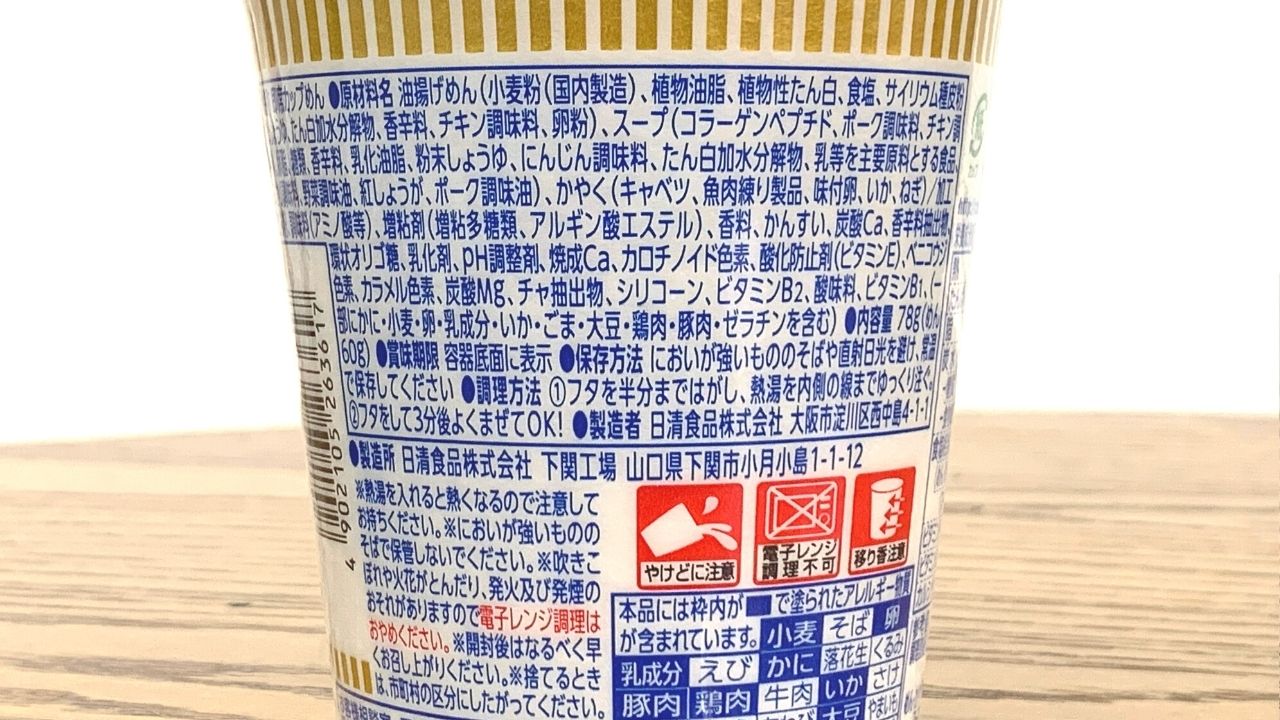 カップめん ●原材料名 油揚げめん(小麦粉(国内製造)、植物油脂、植物性たん白、食塩、サイリウム種皮粉
たん白加水分解物、香辛料、チキン調味料、卵粉)、スープ(コラーゲンペプチド、ポーク調味料、チキン調
糖類、香辛料、乳化油脂、粉末しょうゆ、にんじん調味料、たん白加水分解物、乳等を主要原料とする食品
野菜調味油、紅しょうが、ポーク調味油)、かやく(キャベツ、魚肉練り製品、味付卵、いか、ねぎ)/加工
(アミノ酸等)、増粘剤(増粘多糖類、アルギン酸エステル)、香料、かんすい、炭酸Ca、香辛料抽出物、
環状オリゴ糖、乳化剤、pH調整剤、焼成Ca、カロチノイド色素、酸化防止剤(ビタミンE)、ベニコウジ
色素、カラメル色素、炭酸Mg、チャ抽出物、シリコーン、ビタミンB2、酸味料、ビタミンB1、(一
部にかに・小麦・卵・乳成分・いか・ごま・大豆・鶏肉・豚肉・ゼラチンを含む) ●内容量 78g(めん
60g) ●賞味期限 容器底面に表示 ●保存方法 においが強いもののそばや直射日光を避け、常温
で保存してください ●調理方法 ①フタを半分まではがし、熱湯を内側の線までゆっくり注ぐ。
②フタをして3分後よくまぜてOK! ●製造者 日清食品株式会社 大阪市淀川区西中島4-1-1
●製造所 日清食品株式会社 下関工場 山口県下関市小月小島1-1-12
4 902105 263617
※熱湯を入れると熱くなるので注意して
お持ちください。※においが強いものの
そばで保管しないでください。※吹きこ
ぼれや火花がとんだり、発火及び発煙の
おそれがありますので電子レンジ調理は
おやめください。※開封後はなるべく早
くお召し上がりください。※捨てるとき
は、市町村の区分にしたがってください。
やけどに注意
電子レンジ
調理不可
移り香注意
本品には枠内が■で塗られたアレルギー物質
が含まれています。 小麦 そば 卵
乳成分 えび かに 落花生 くるみ
豚肉 鶏肉 牛肉 いか さけ
大豆 やまいも